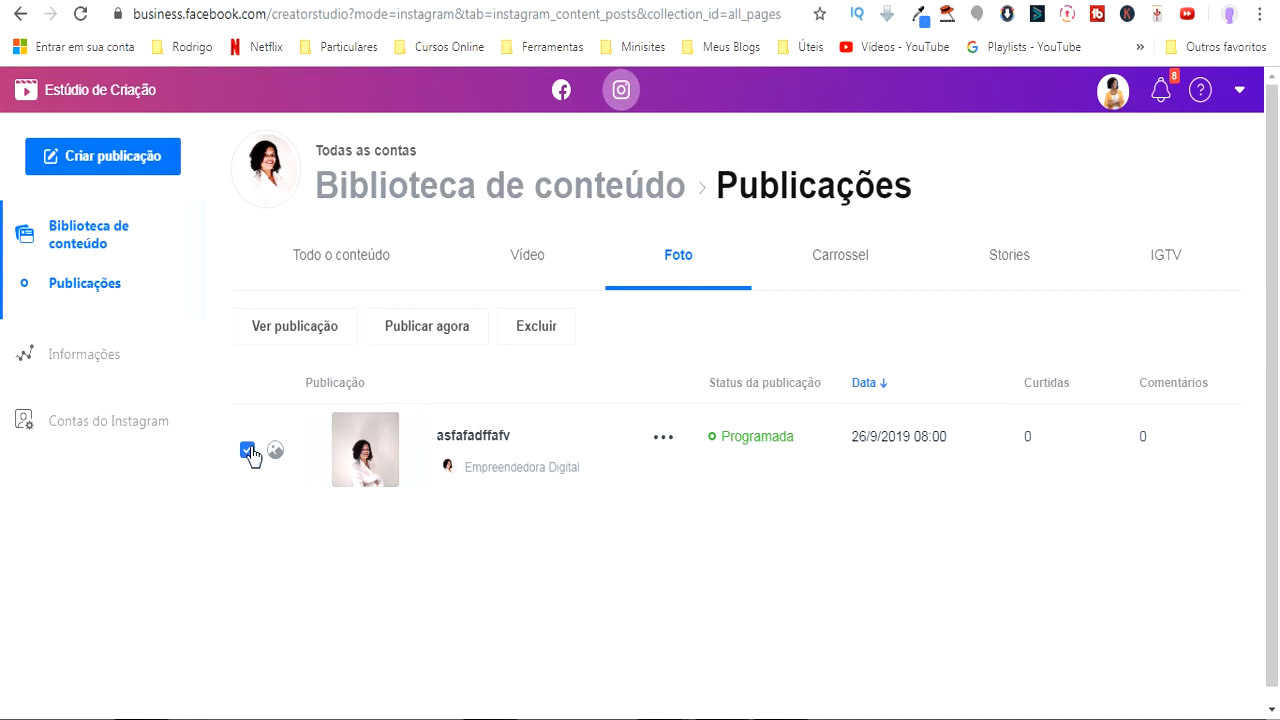 business.facebook.com/creatorstudio?mode=instagram&tab=instagram_content_posts&collection_id=all_pages
Entrar em sua conta
Rodrigo
Netflix
Particulares
Cursos Online
Ferramentas
Minisites
Mais Blogs
Úteis
Vídeos - YouTube
Playlists - YouTube
»
Outros favoritos
Estúdio de Criação
8
Criar publicação
Todas as contas
Biblioteca de conteúdo › Publicações
Biblioteca de
conteúdo
Publicações
Informações
Contas do Instagram
Todo o conteúdo
Vídeo
Foto
Carrossel
Stories
IGTV
Ver publicação
Publicar agora
Excluir
Publicação
Status da publicação
Data ↓
Curtidas
Comentários
asfafadffafv
Programada
26/9/2019 08:00
0
0
Empreendedora Digital